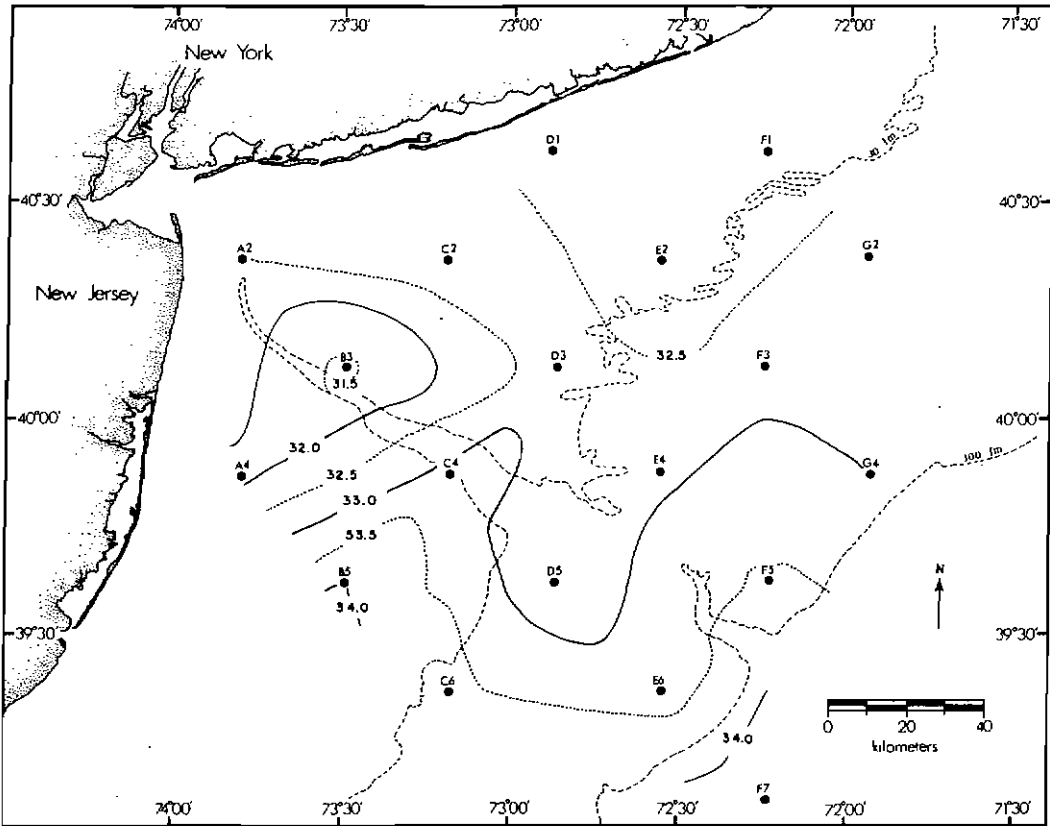 74°00' 73°30' 73°00' 72°30' 72°00' 71°30'
New York
D1 F1
40 fm
40°30' 40°30'
A2 C2 E2 G2
New Jersey
32.5
B3 D3 F3
31.5
40°00' 40°00'
32.0
300 fm
A4 32.5 C4 E4 G4
33.0
53.5
B5 D5 F5 N
34.0
39°30' 39°30'
C6 E6
0 20 40
kilometers
34.0
F7
74°00' 73°30' 73°00' 72°30' 72°00' 71°30'